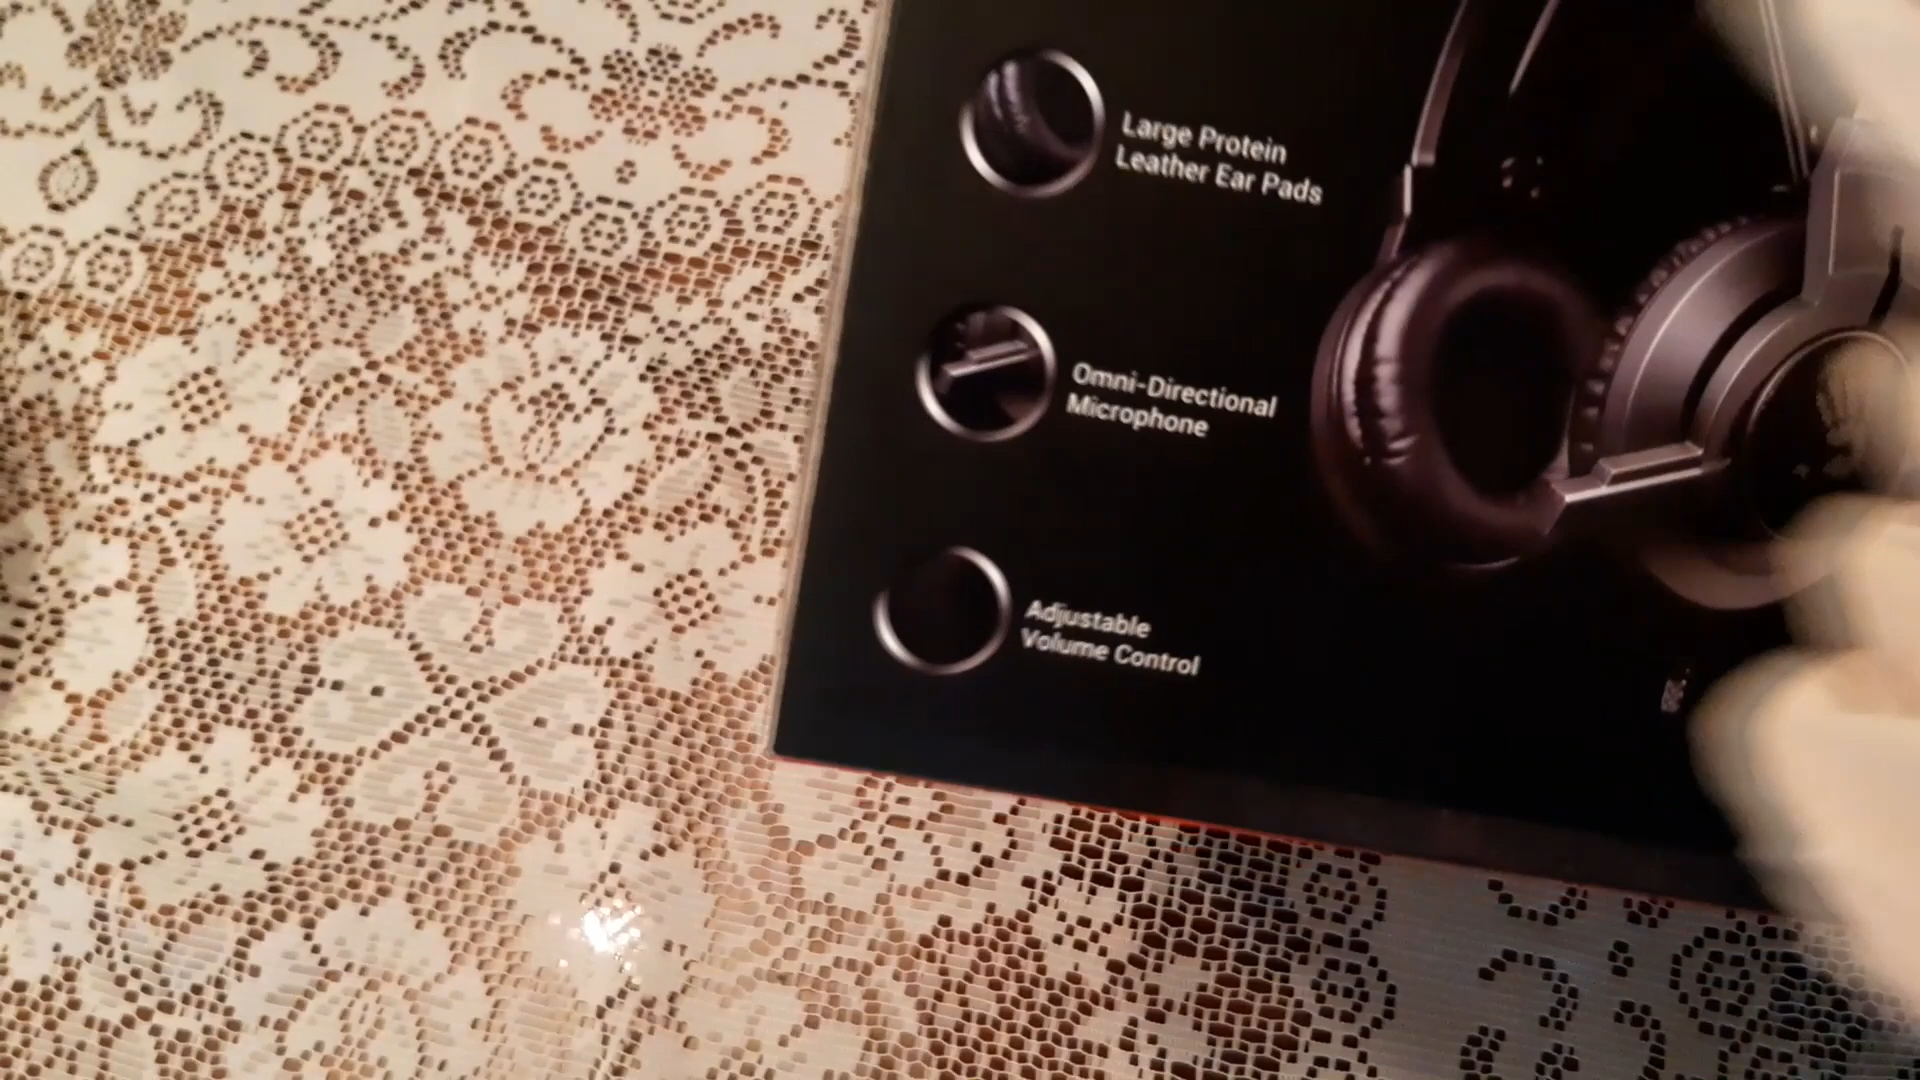 Large Protein
Leather Ear Pads
Omni-Directional
Microphone
Adjustable
Volume Control